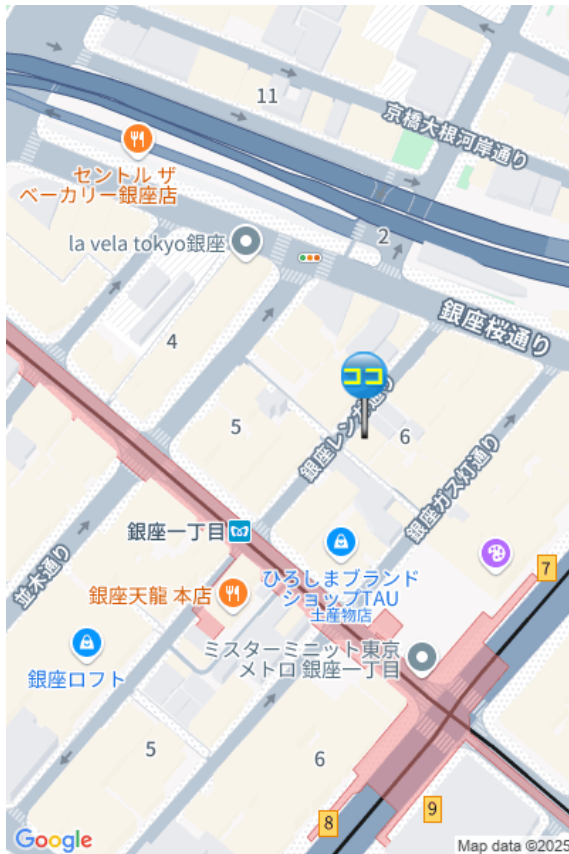 11
京橋大根河岸通り
セントル ザ
ベーカリー銀座店
la vela tokyo銀座
2
銀座桜通り
4
ココ
5
6
銀座レンガ通り
銀座ガス灯通り
銀座一丁目
並木通り
ひろしまブランド
ショップTAU
土産物店
7
銀座天龍 本店
ミスターミニット東京
メトロ 銀座一丁目
銀座ロフト
5
6
8
9
Google
Map data ©2025